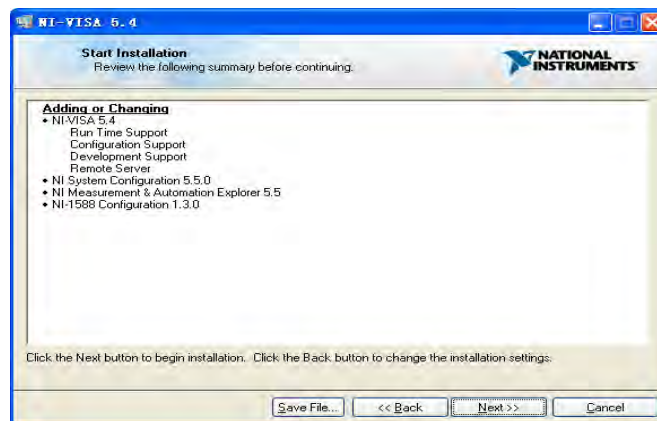 NI-VISA 5.4
Start Installation
Review the following summary before continuing.
NATIONAL
INSTRUMENTS
Adding or Changing
• NI-VISA 5.4
Run Time Support
Configuration Support
Development Support
Remote Server
• NI System Configuration 5.5.0
• NI Measurement & Automation Explorer 5.5
• NI-1588 Configuration 1.3.0
Click the Next button to begin installation. Click the Back button to change the installation settings.
Save File... << Back Next >> Cancel